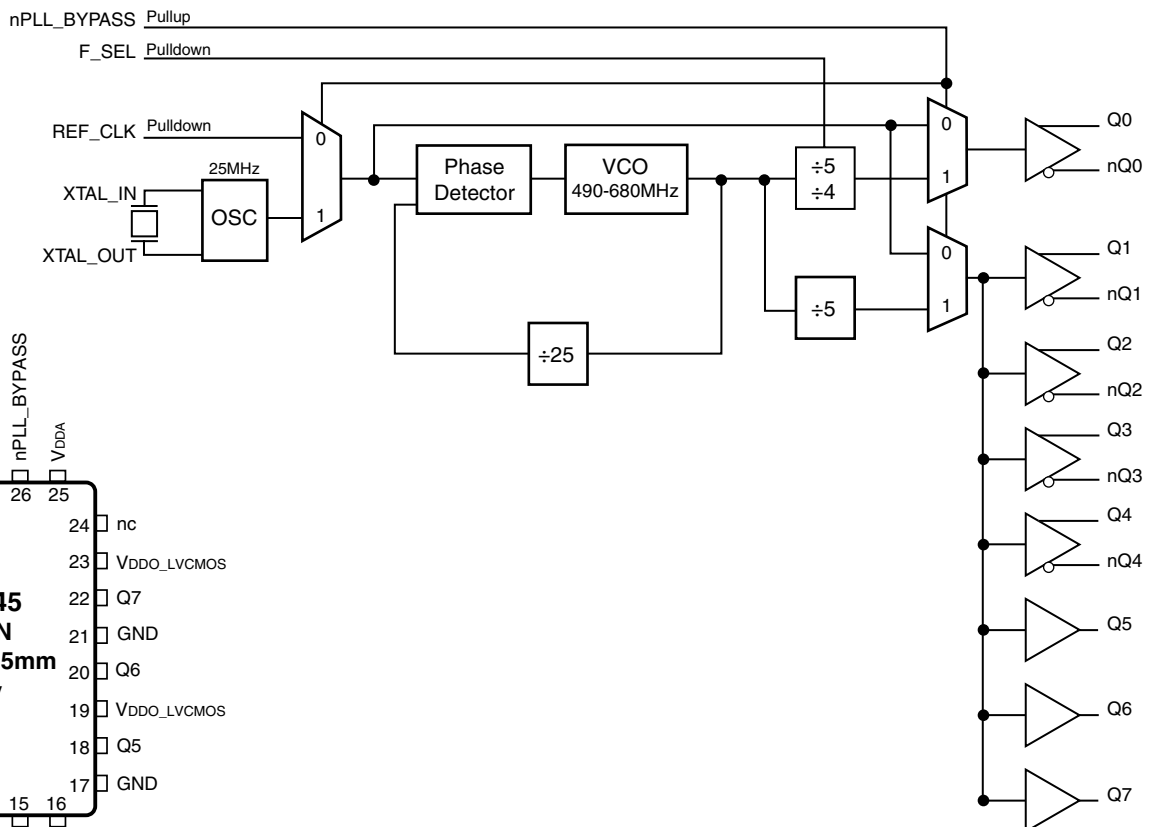 nPLL_BYPASS Pullup
F_SEL Pulldown
REF_CLK Pulldown
0
1
25MHz
XTAL_IN
OSC
XTAL_OUT
Phase
Detector
VCO
490-680MHz
÷5
÷4
0
1
÷25
÷5
0
1
Q0
nQ0
Q1
nQ1
Q2
nQ2
Q3
nQ3
Q4
nQ4
Q5
Q6
Q7
nPLL_BYPASS
VDDA
26 25
24 nc
23 VDDO_LVCMOS
22 Q7
21 GND
20 Q6
19 VDDO_LVCMOS
18 Q5
17 GND
15 16
45
N
5mm